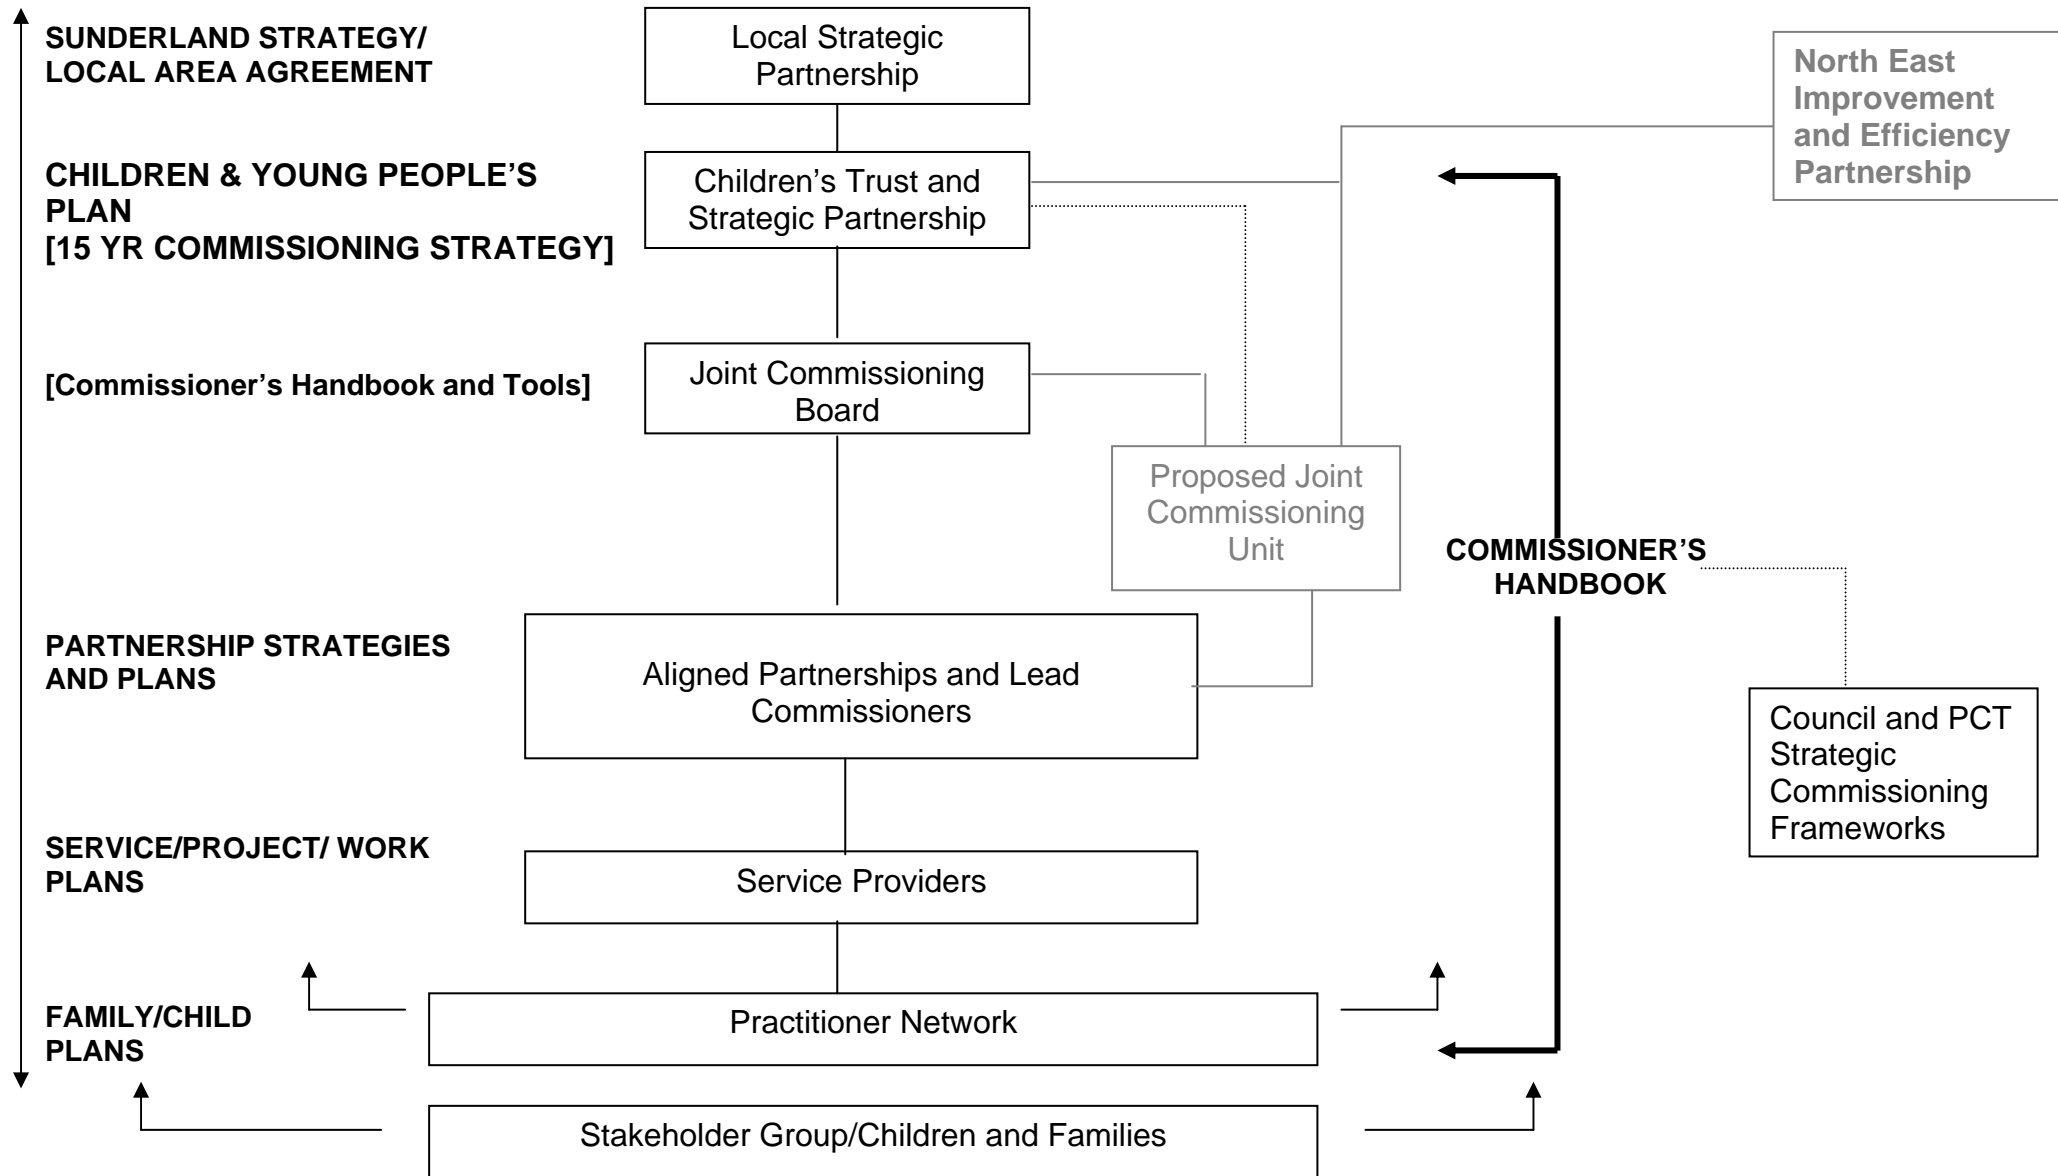 SUNDERLAND STRATEGY/
LOCAL AREA AGREEMENT
Local Strategic
Partnership
North East
Improvement
and Efficiency
Partnership
CHILDREN & YOUNG PEOPLE’S
PLAN
[15 YR COMMISSIONING STRATEGY]
Children’s Trust and
Strategic Partnership
[Commissioner’s Handbook and Tools]
Joint Commissioning
Board
Proposed Joint
Commissioning
Unit
COMMISSIONER’S
HANDBOOK
PARTNERSHIP STRATEGIES
AND PLANS
Aligned Partnerships and Lead
Commissioners
Council and PCT
Strategic
Commissioning
Frameworks
SERVICE/PROJECT/ WORK
PLANS
Service Providers
FAMILY/CHILD
PLANS
Practitioner Network
Stakeholder Group/Children and Families